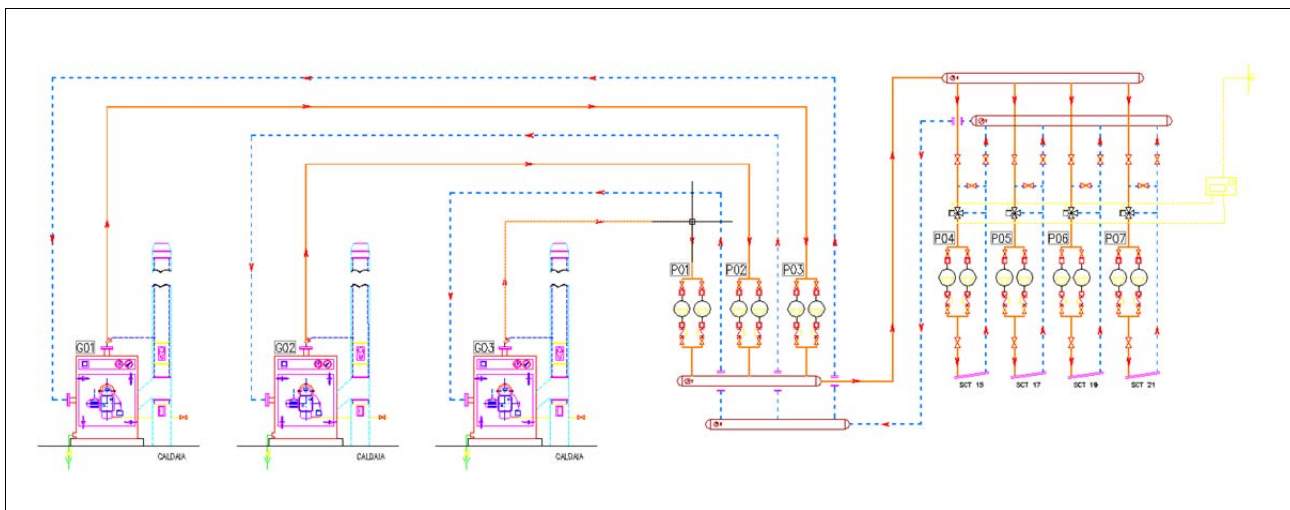 P04 P05 P06 P07
P01 P02 P03
G01 G02 G03
SCT 15 SCT 17 SCT 19 SCT 21
CALDAIA CALDAIA CALDAIA